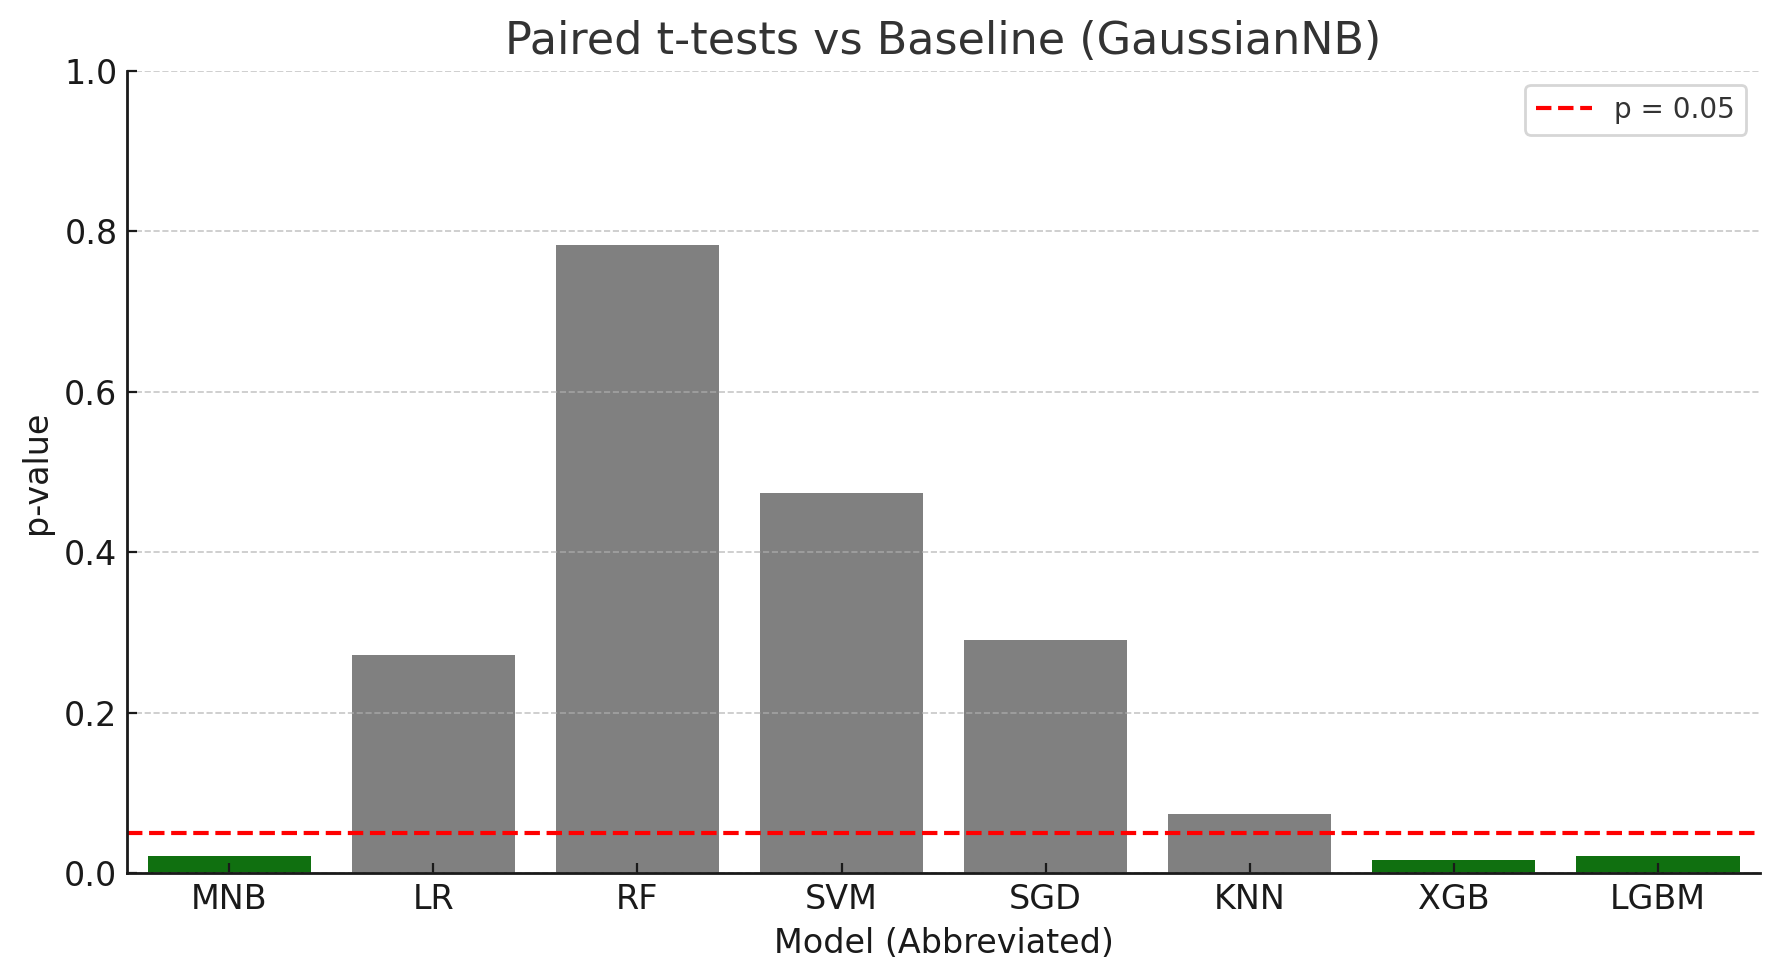 Paired t-tests vs Baseline (GaussianNB)
p = 0.05
1.0
0.8
0.6
0.4
0.2
0.0
p-value
MNB LR RF SVM SGD KNN XGB LGBM
Model (Abbreviated)